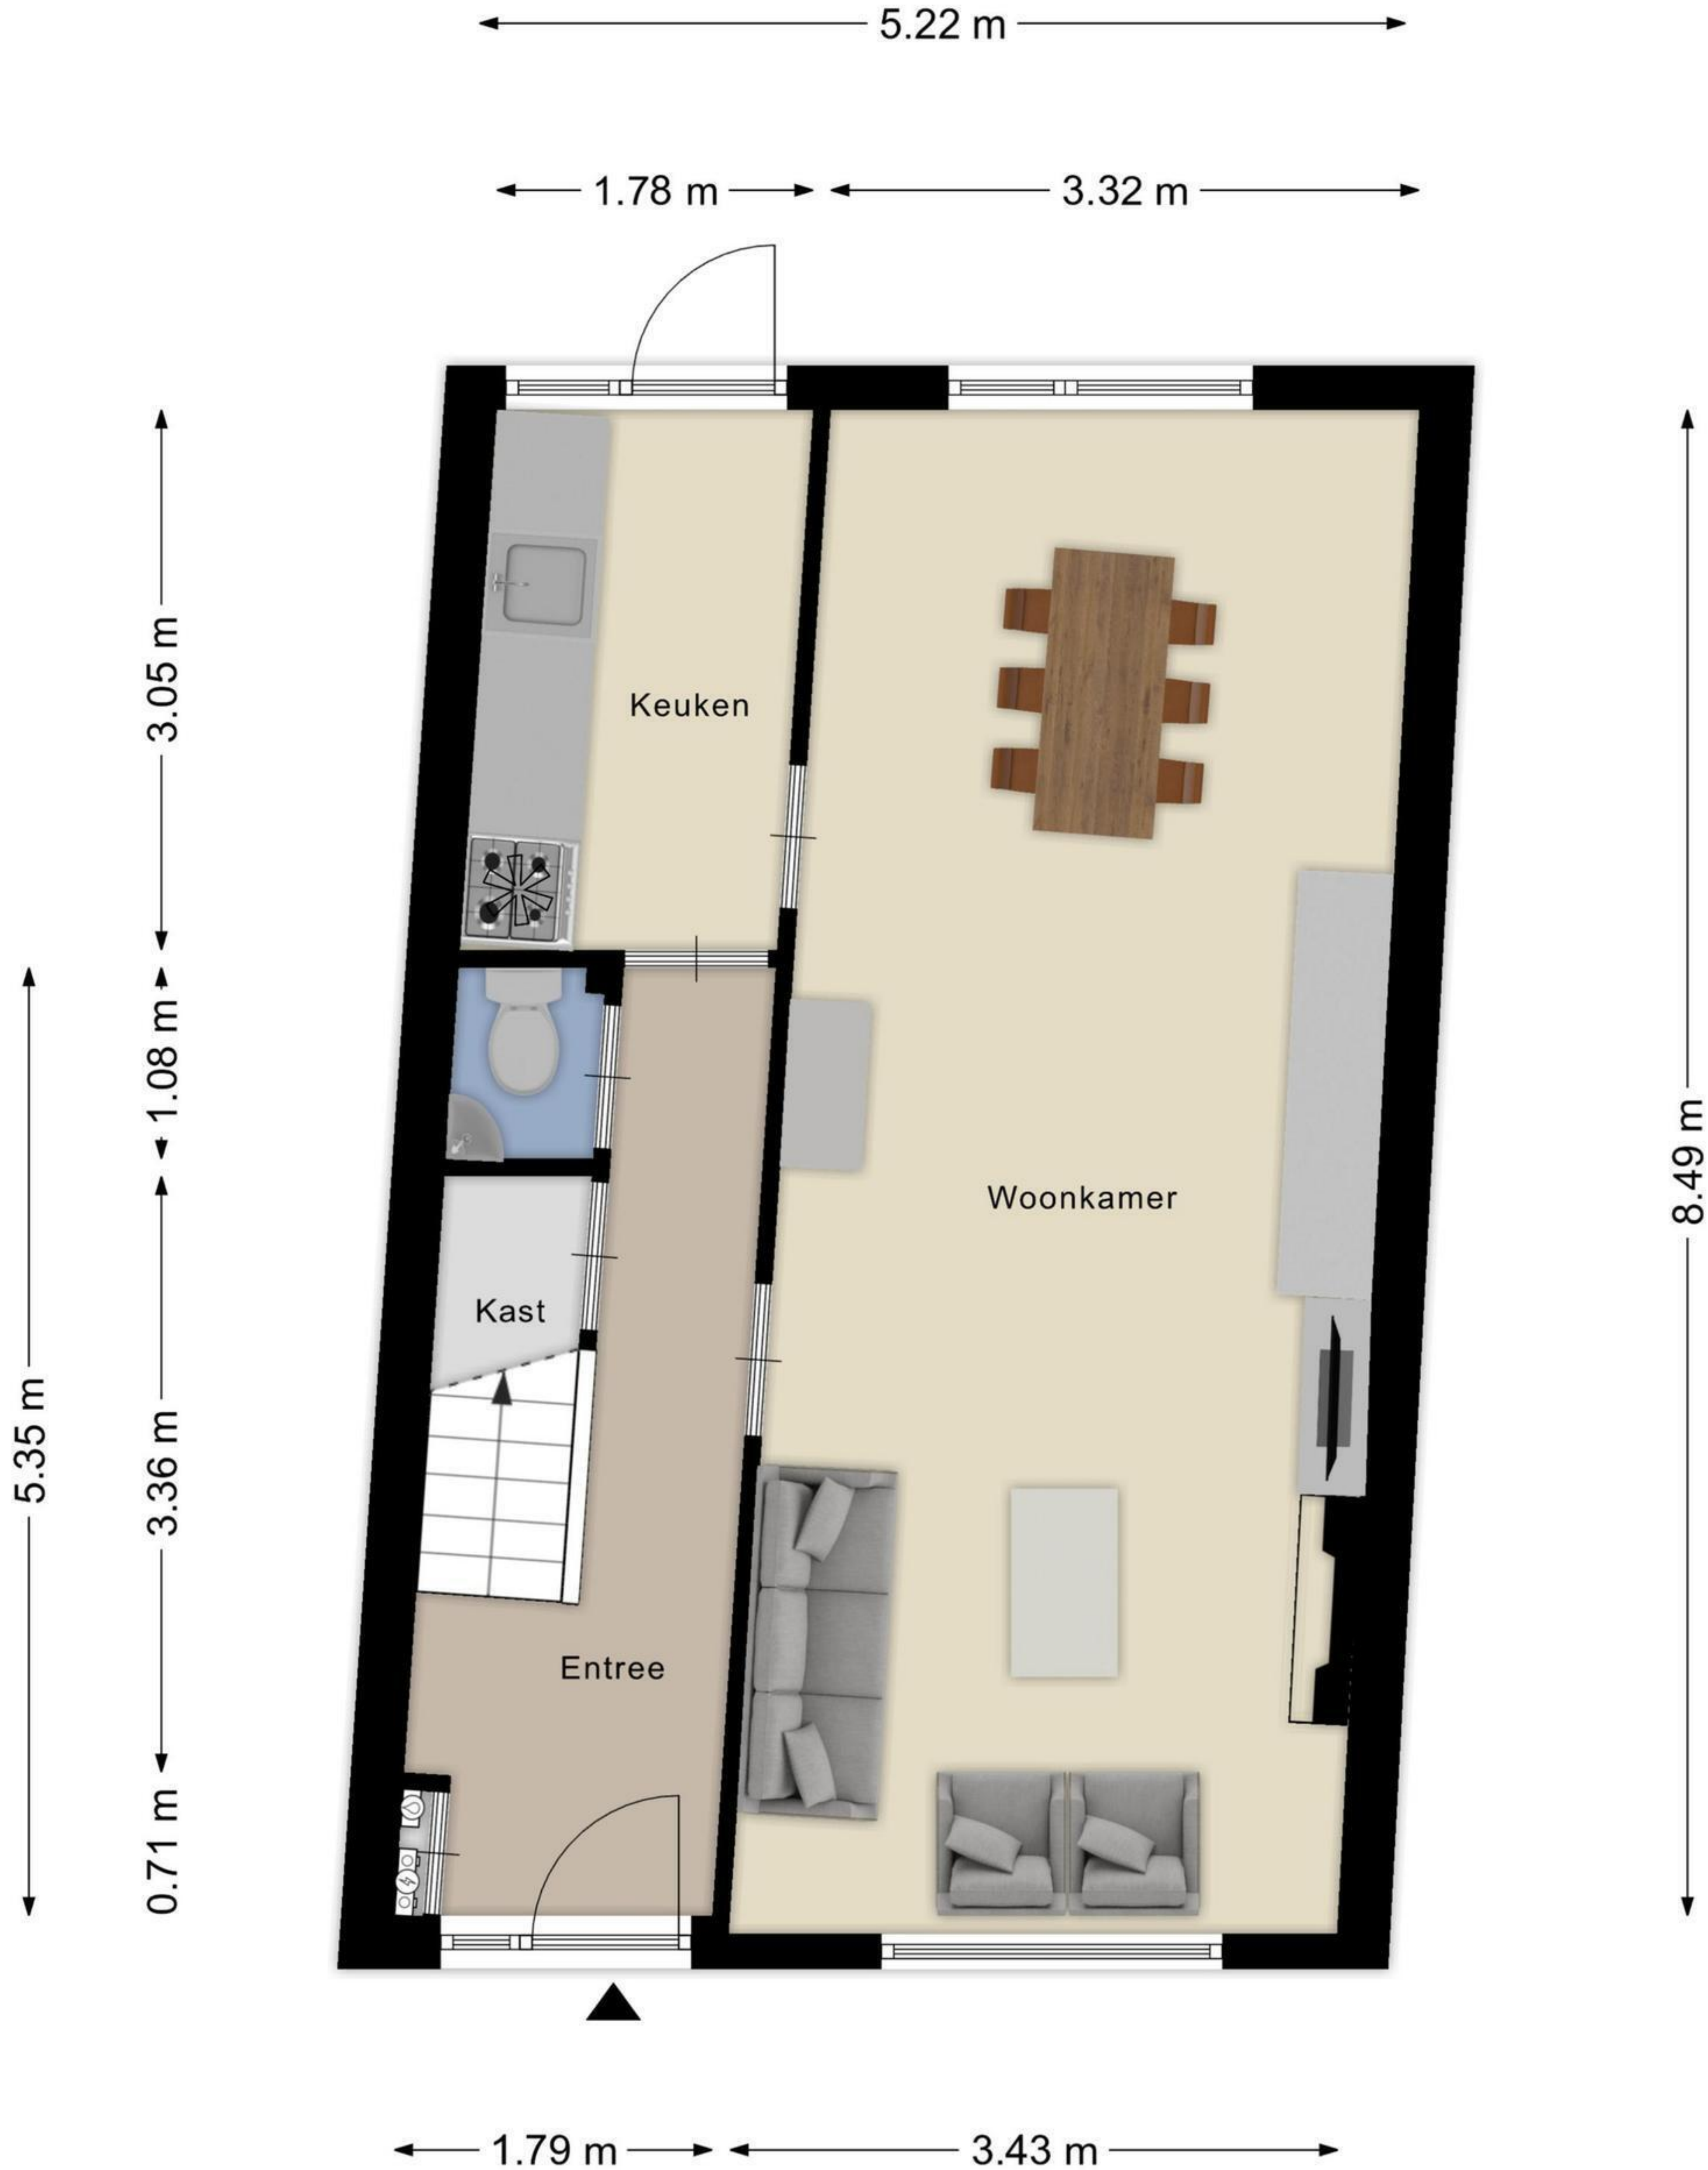 5.22 m
1.78 m
3.32 m
3.05 m
Keuken
1.08 m
8.49 m
Woonkamer
Kast
5.35 m
3.36 m
Entree
0.71 m
1.79 m
3.43 m